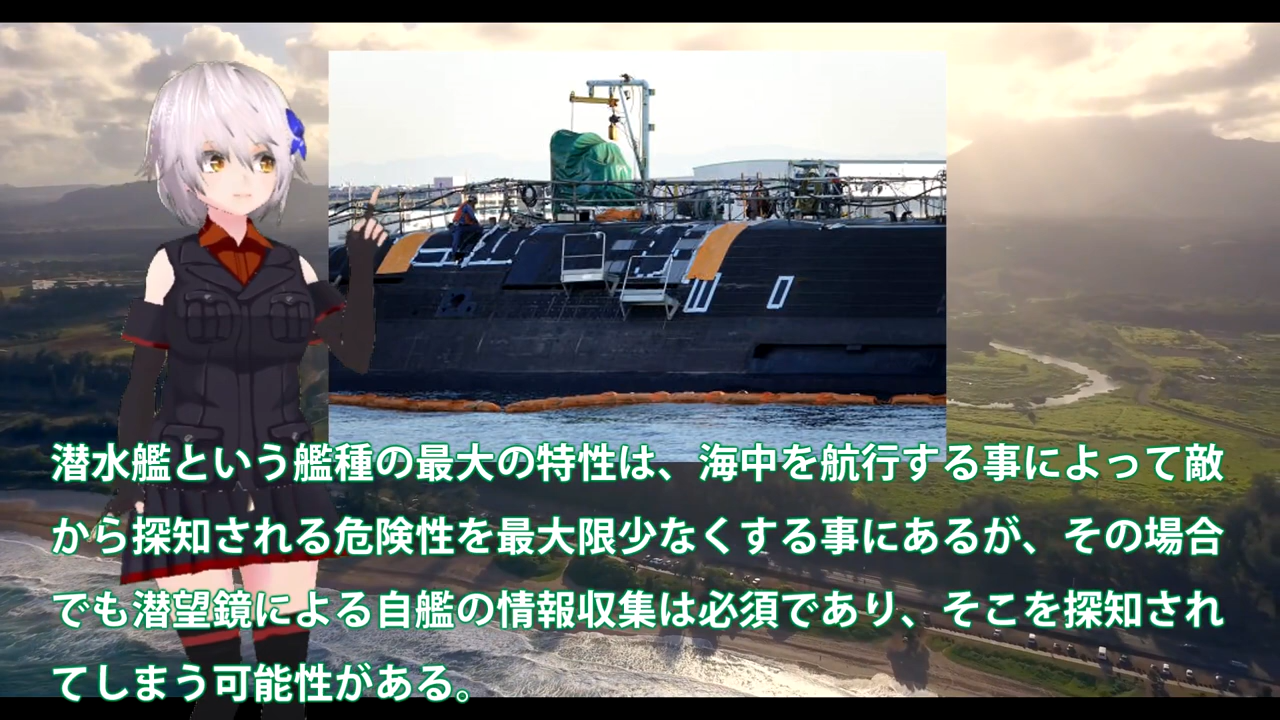 潜水艦という艦種の最大の特性は、海中を航行する事によって敵
から探知される危険性を最大限少なくする事にあるが、その場合
でも潜望鏡による自艦の情報収集は必須であり、そこを探知され
てしまう可能性がある。